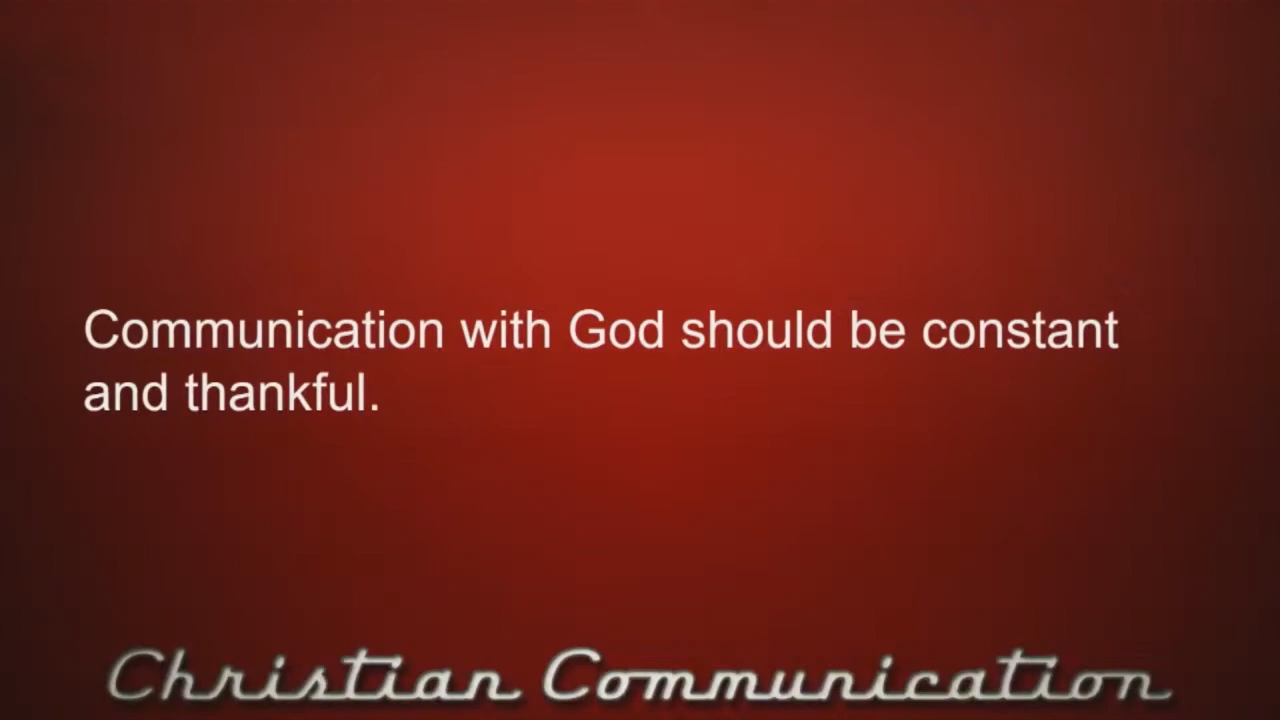 Communication with God should be constant
and thankful.
Christian Communication